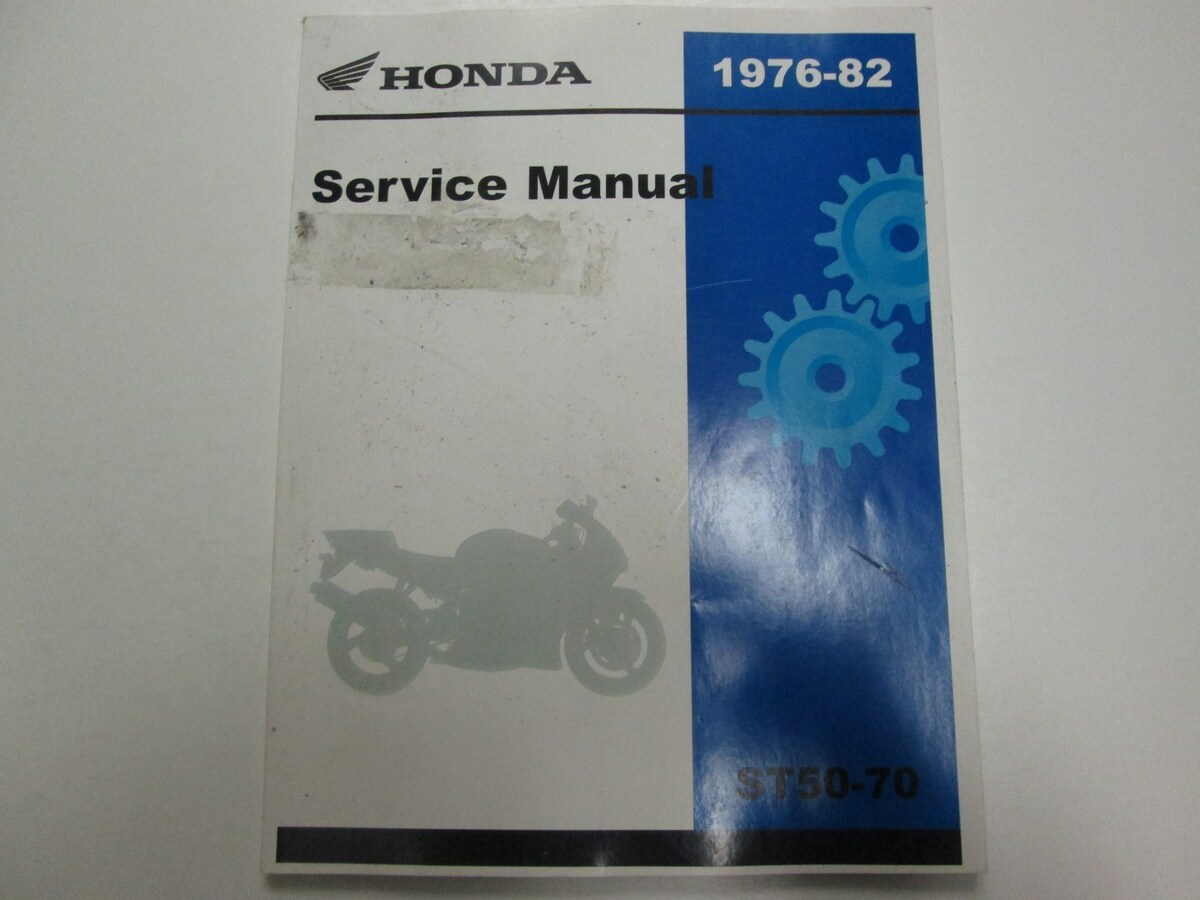 HONDA
1976-82
Service Manual
ST50-70